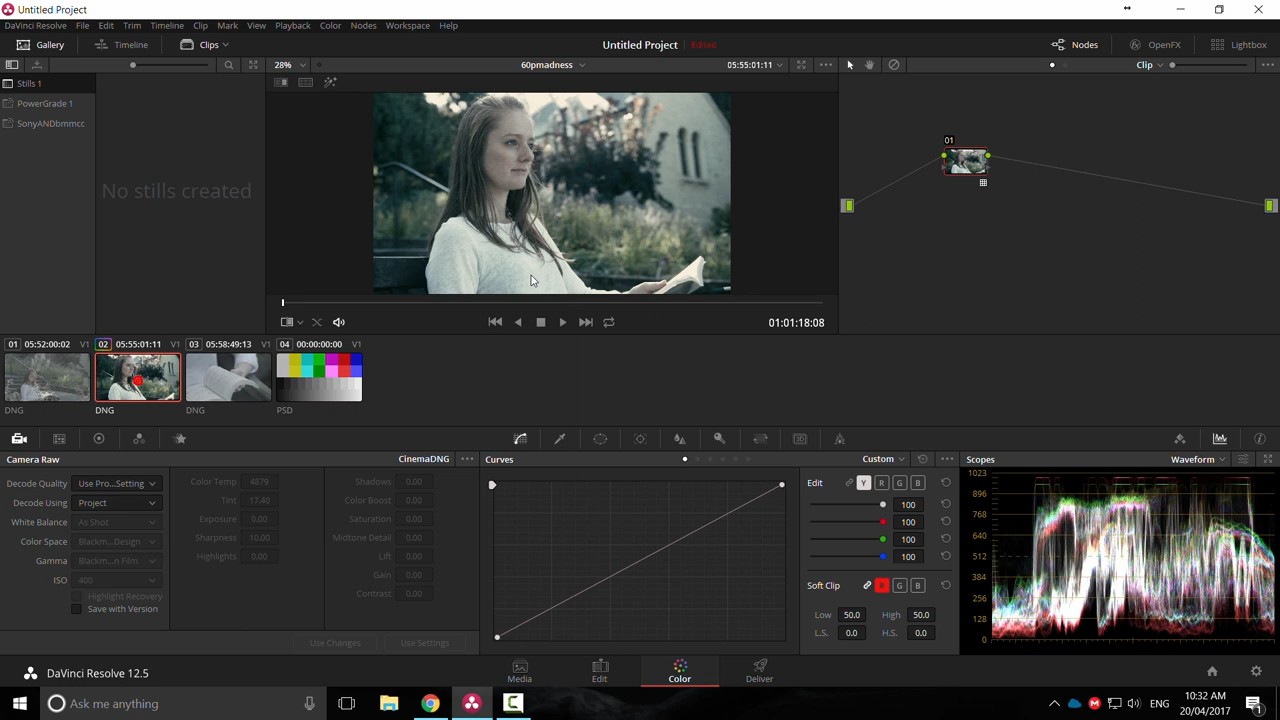 Untitled Project
DaVinci Resolve File Edit Trim Timeline Clip Mark View Playback Color Nodes Workspace Help
Gallery Timeline Clips Untitled Project Edited Nodes OpenFX Lightbox
28% 60pmadness 05:55:01:11 Clip
Stills 1
PowerGrade 1
SonyANDbmmcc
No stills created
01
01:01:18:08
01 05:52:00:02 V1 02 05:55:01:11 V1 03 05:58:49:13 V1 04 00:00:00:00 V1
DNG DNG DNG PSD
Camera Raw CinemaDNG Curves Custom Scopes Waveform
Decode Quality Use Pro...Setting Color Temp 4879 Shadows 0.00 Edit Y R G B
Decode Using Project Tint 17.40 Color Boost 0.00 100
White Balance As Shot Exposure 0.00 Saturation 0.00 100
Color Space Blackm...Design Sharpness 10.00 Midtone Detail 0.00 100
Gamma Blackm...n Film Highlights 0.00 Lift 0.00 100
ISO 400 Gain 0.00 Soft Clip R G B
Highlight Recovery Contrast 0.00
Save with Version Low 50.0 High 50.0
L.S. 0.0 H.S. 0.0
Use Changes Use Settings
1023
896
768
640
512
384
256
128
0
DaVinci Resolve 12.5 Media Edit Color Deliver
Ask me anything ENG 10:32 AM
20/04/2017 1